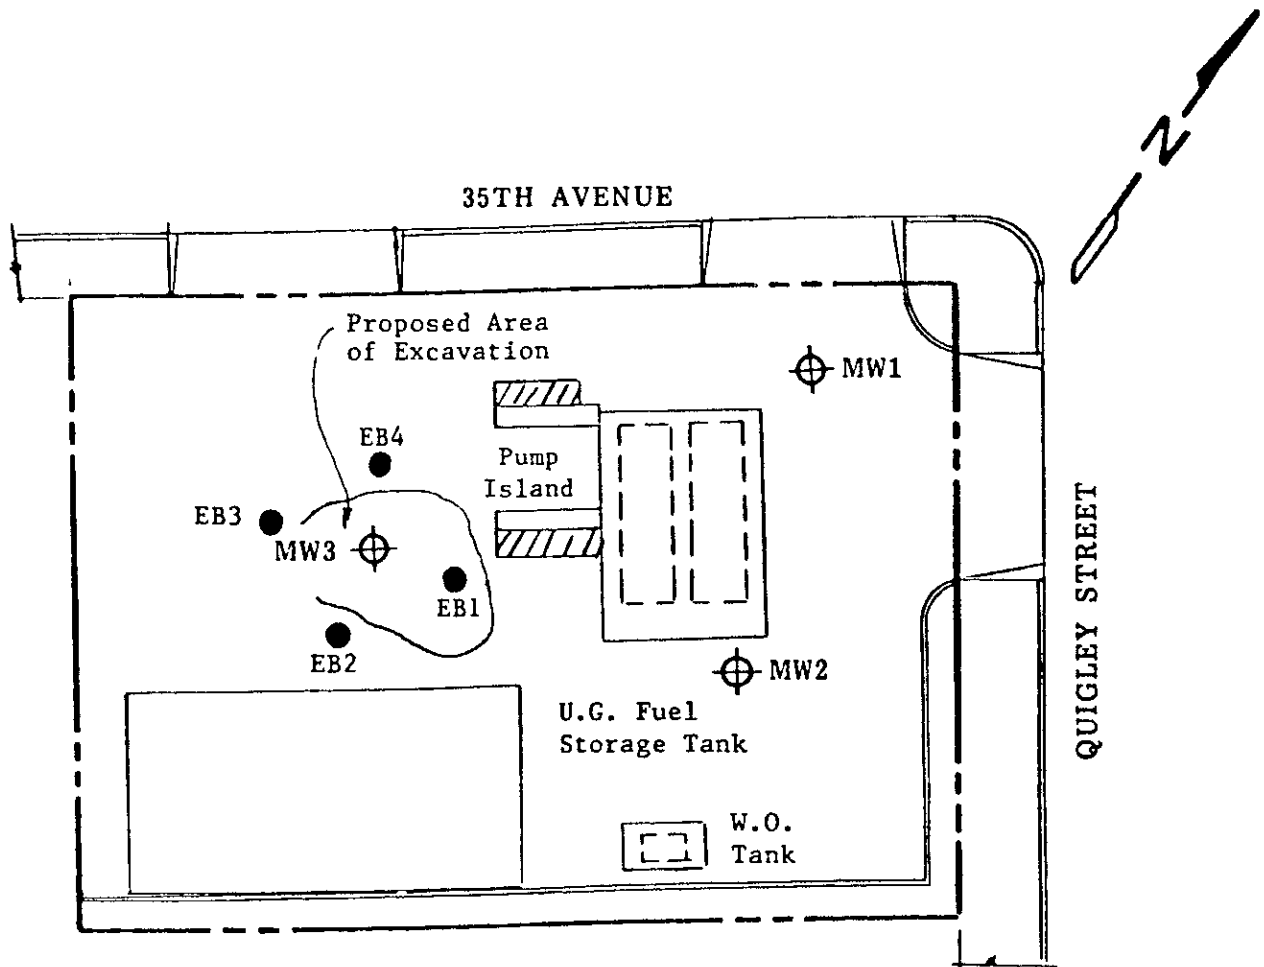 N
35TH AVENUE
Proposed Area
of Excavation
MW1
EB4
Pump
Island
EB3
MW3
EB1
EB2
MW2
U.G. Fuel
Storage Tank
W.O.
Tank
QUIGLEY STREET